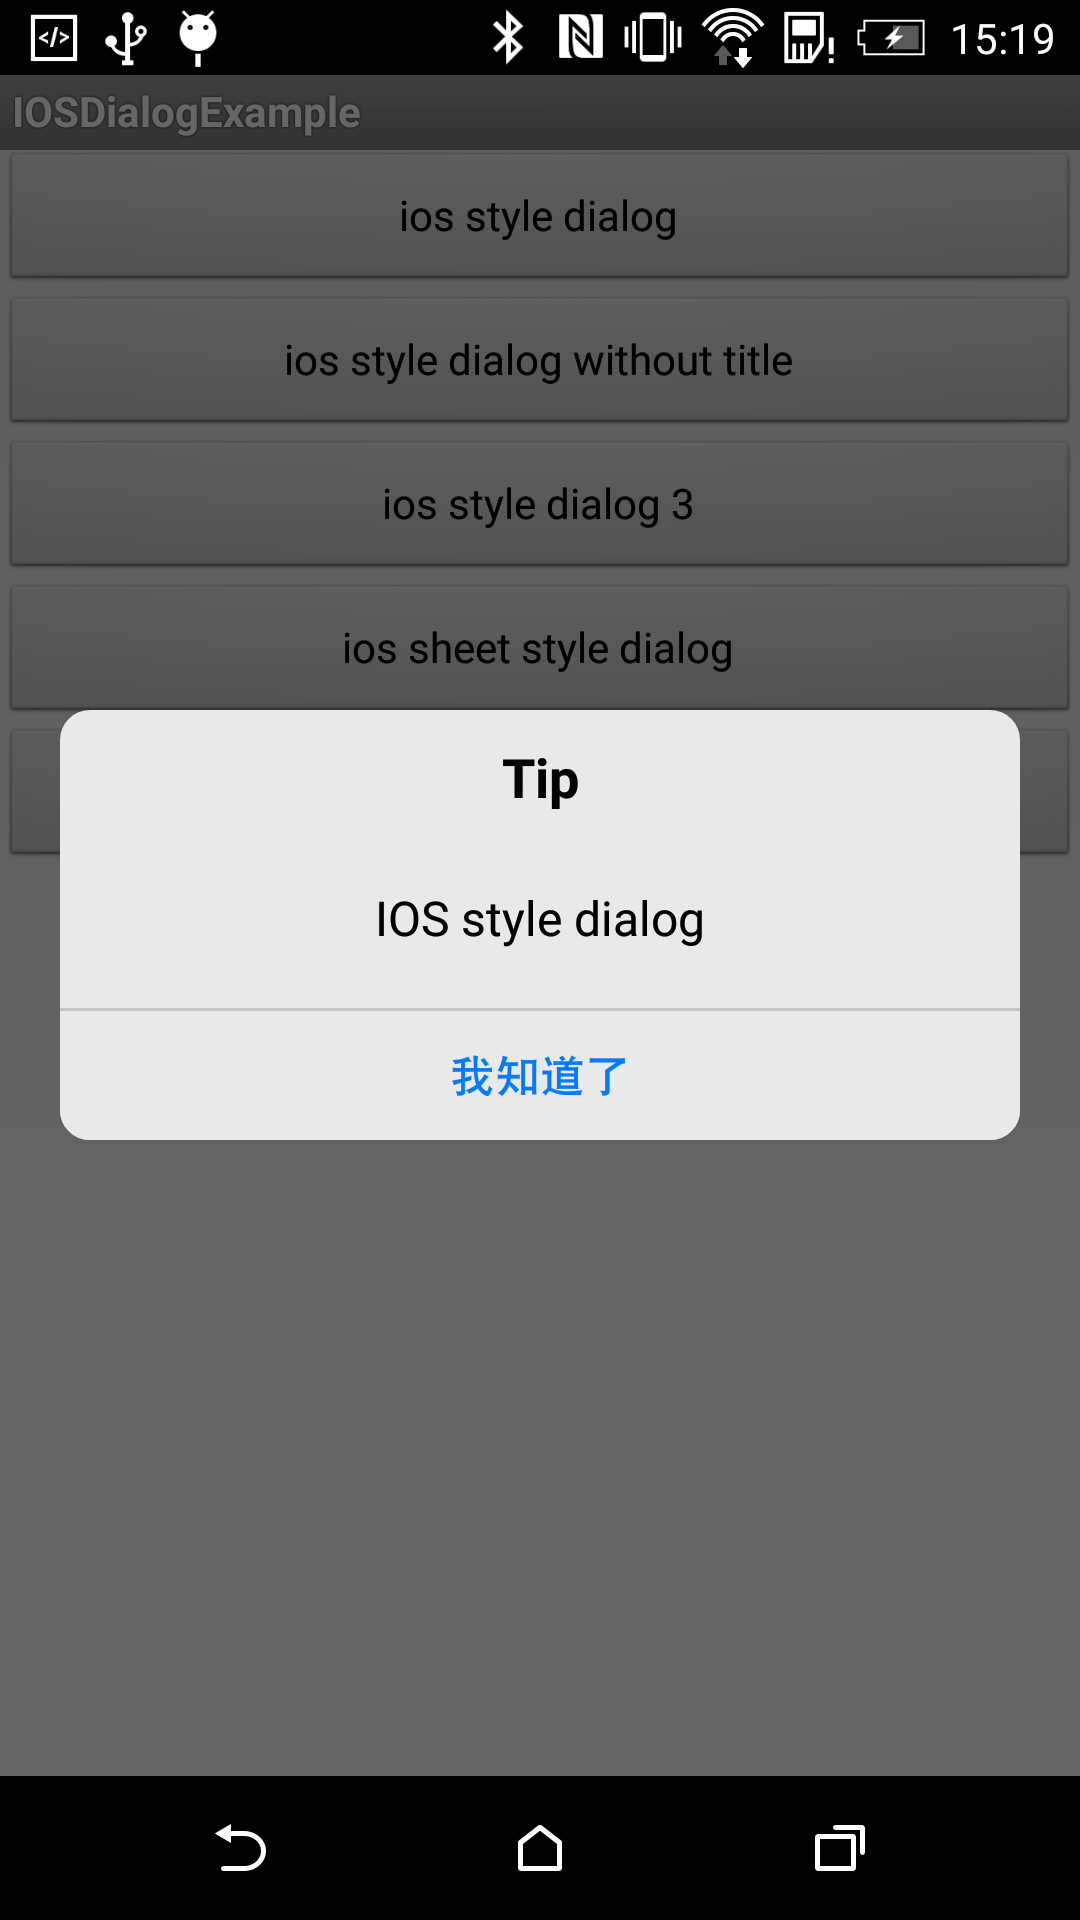 15:19
IOSDialogExample
ios style dialog
ios style dialog without title
ios style dialog 3
ios sheet style dialog
Tip
IOS style dialog
我知道了